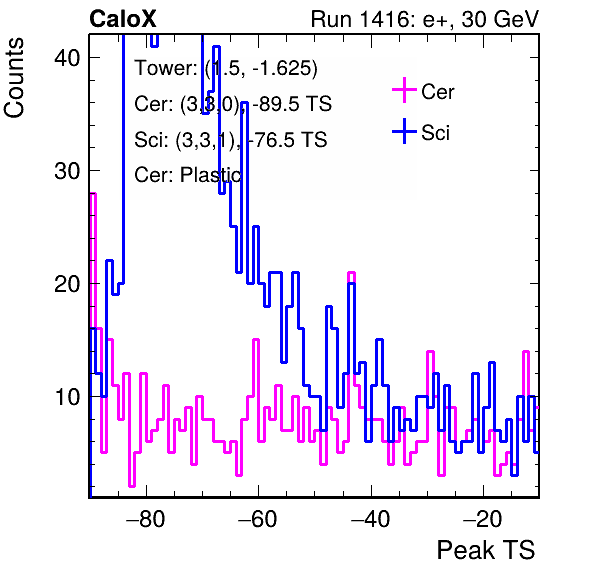 CaloX Run 1416: e+, 30 GeV
Counts
40
Tower: (1.5, -1.625)
Cer: (3,3,0), -89.5 TS
Sci: (3,3,1), -76.5 TS
Cer: Plastic
Cer
Sci
30
20
10
−80 −60 −40 −20
Peak TS